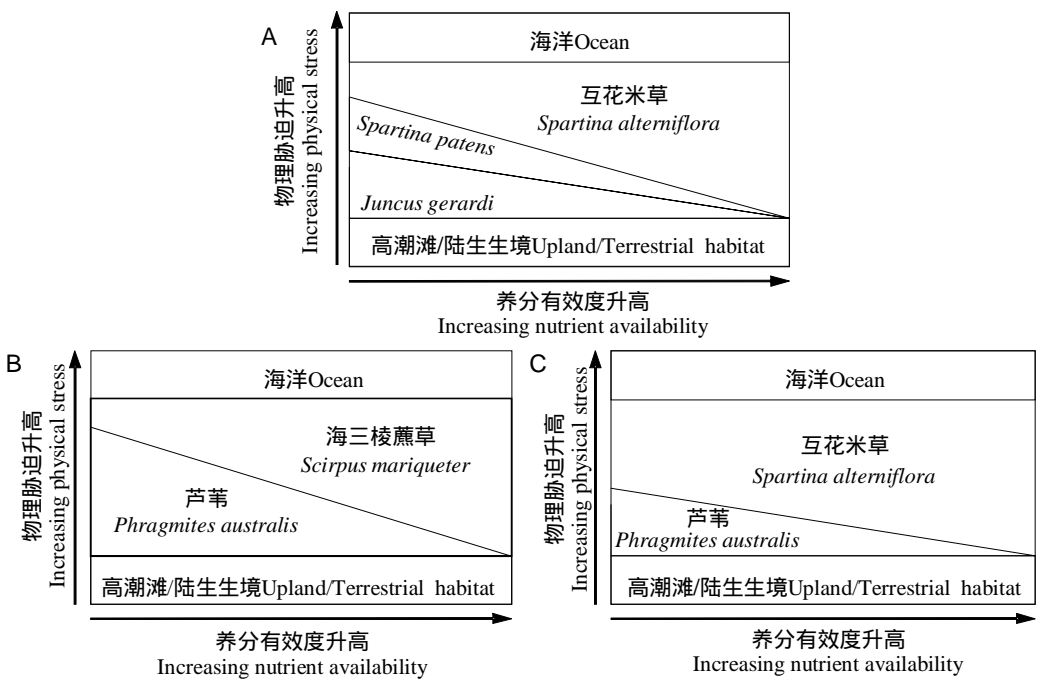 A
物理胁迫升高
Increasing physical stress
海洋Ocean
互花米草
Spartina alterniflora
Spartina patens
Juncus gerardi
高潮滩/陆生生境Upland/Terrestrial habitat
养分有效度升高
Increasing nutrient availability
B
物理胁迫升高
Increasing physical stress
海洋Ocean
海三棱藨草
Scirpus mariqueter
芦苇
Phragmites australis
高潮滩/陆生生境Upland/Terrestrial habitat
养分有效度升高
Increasing nutrient availability
C
物理胁迫升高
Increasing physical stress
海洋Ocean
互花米草
Spartina alterniflora
芦苇
Phragmites australis
高潮滩/陆生生境Upland/Terrestrial habitat
养分有效度升高
Increasing nutrient availability